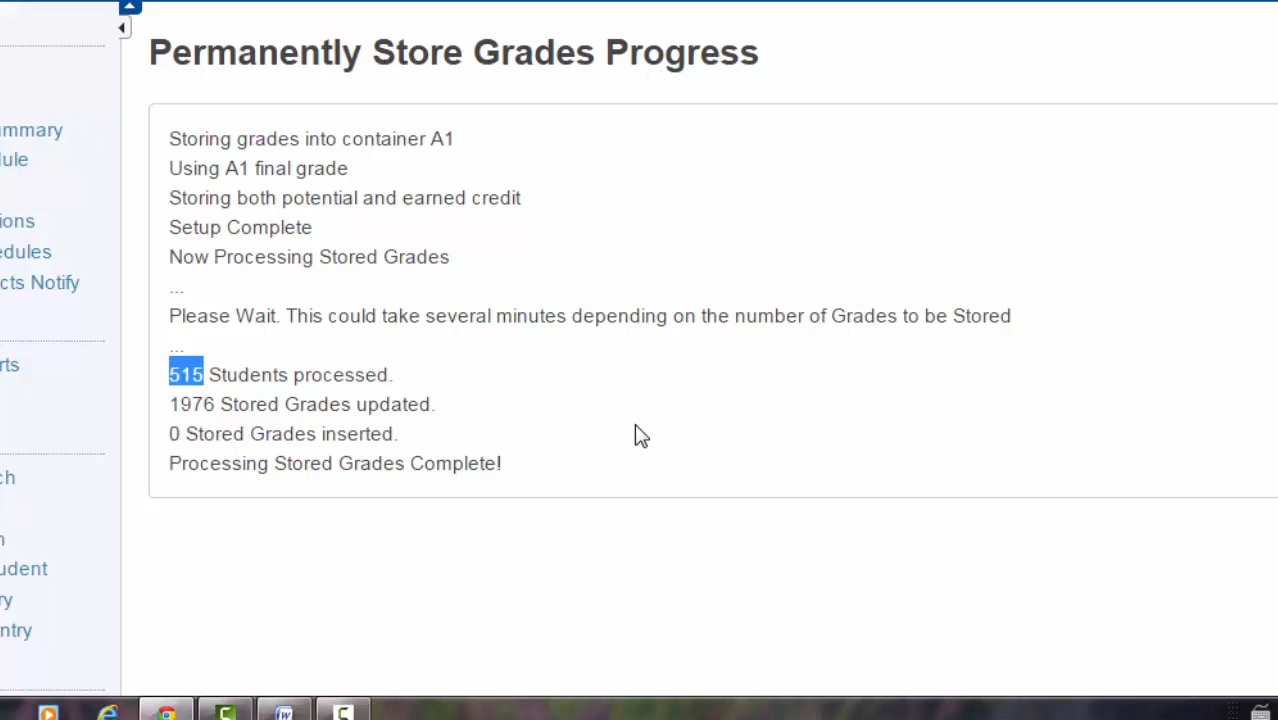 Permanently Store Grades Progress
Storing grades into container A1
Using A1 final grade
Storing both potential and earned credit
Setup Complete
Now Processing Stored Grades
...
Please Wait. This could take several minutes depending on the number of Grades to be Stored
...
515 Students processed.
1976 Stored Grades updated.
0 Stored Grades inserted.
Processing Stored Grades Complete!
ummary
dule
ions
edules
cts Notify
rts
ch
n
udent
ry
ntry